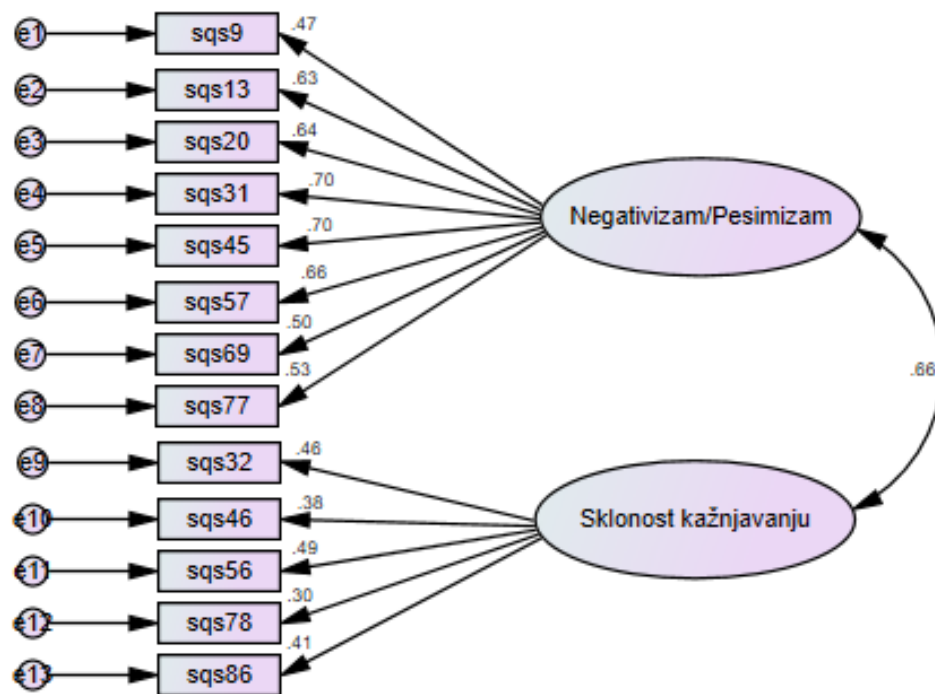 e1 sqs9 .47
e2 sqs13 .63
e3 sqs20 .64
e4 sqs31 .70
e5 sqs45 .70
e6 sqs57 .66
e7 sqs69 .50
e8 sqs77 .53
Negativizam/Pesimizam
.66
e9 sqs32 .46
e10 sqs46 .38
e11 sqs56 .49
e12 sqs78 .30
e13 sqs86 .41
Sklonost kažnjavanju